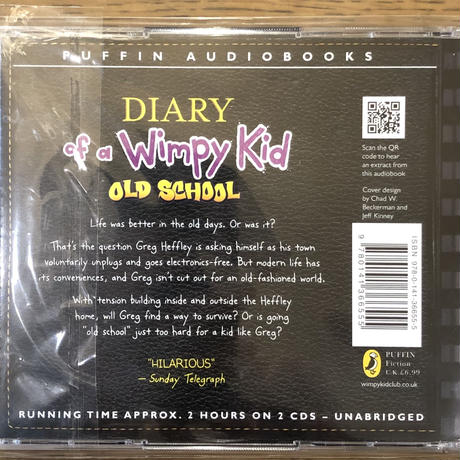 PUFFIN AUDIOBOOKS
DIARY
of a Wimpy Kid
OLD SCHOOL
Life was better in the old days. Or was it?
That's the question Greg Heffley is asking himself as his town
voluntarily unplugs and goes electronics-free. But modern life has
its conveniences, and Greg isn't cut out for an old-fashioned world.
With tension building inside and outside the Heffley
home, will Greg find a way to survive? Or is going
"old school" just too hard for a kid like Greg?
"HILARIOUS"
– Sunday Telegraph
Scan the QR
code to hear
an extract from
this audiobook
Cover design
by Chad W.
Beckerman and
Jeff Kinney
ISBN 978-0-141-36655-5
9 780141 366555
PUFFIN
Fiction
U.K. £6.99
wimpykidclub.co.uk
RUNNING TIME APPROX. 2 HOURS ON 2 CDS – UNABRIDGED